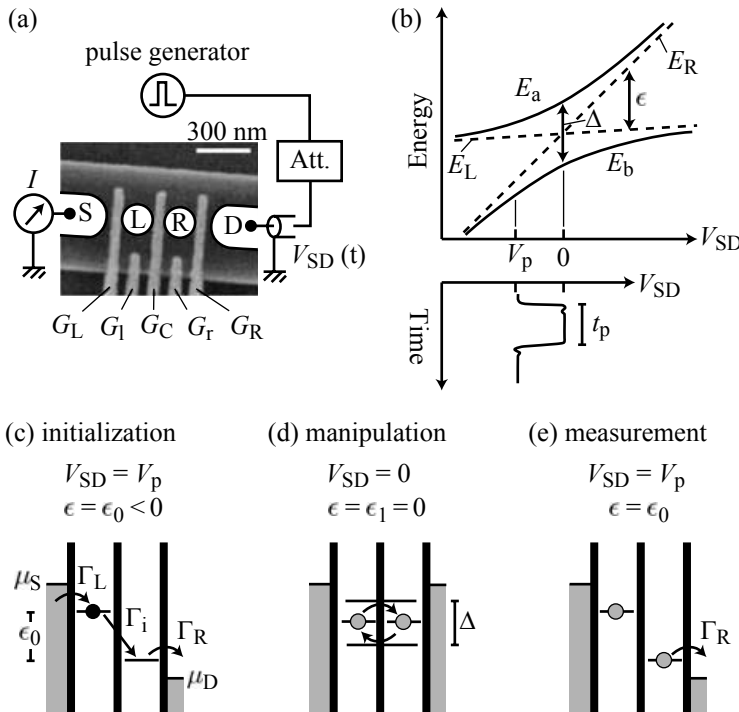 (a)
pulse generator
300 nm
Att.
I
S
L
R
D
V_SD (t)
G_L
G_l
G_C
G_r
G_R
(b)
Energy
E_a
E_R
ϵ
Δ
E_L
E_b
V_p
0
V_SD
V_SD
Time
t_p
(c) initialization
V_SD = V_p
ϵ = ϵ_0 < 0
μ_S
Γ_L
ϵ_0
Γ_i
Γ_R
μ_D
(d) manipulation
V_SD = 0
ϵ = ϵ_1 = 0
Δ
(e) measurement
V_SD = V_p
ϵ = ϵ_0
Γ_R